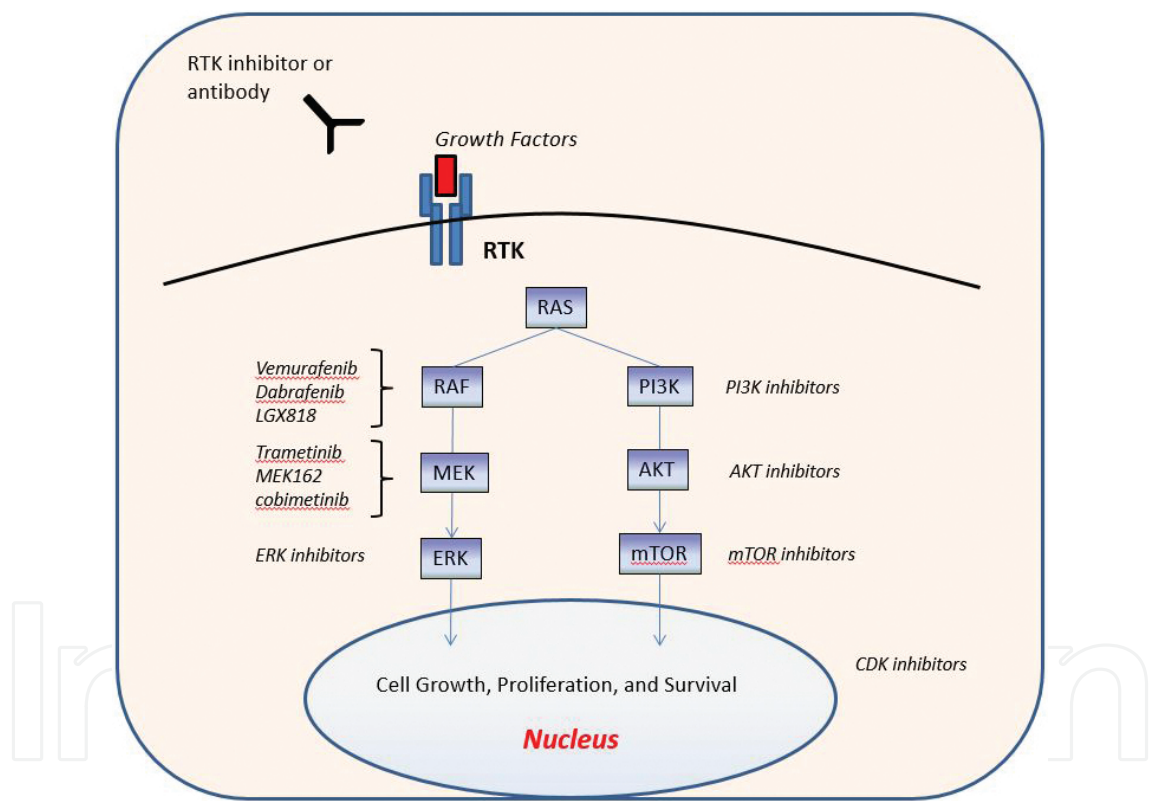 RTK inhibitor or
antibody
Growth Factors
RTK
RAS
Vemurafenib
Dabrafenib
LGX818
RAF
PI3K
PI3K inhibitors
Trametinib
MEK162
cobimetinib
MEK
AKT
AKT inhibitors
ERK inhibitors
ERK
mTOR
mTOR inhibitors
CDK inhibitors
Cell Growth, Proliferation, and Survival
Nucleus